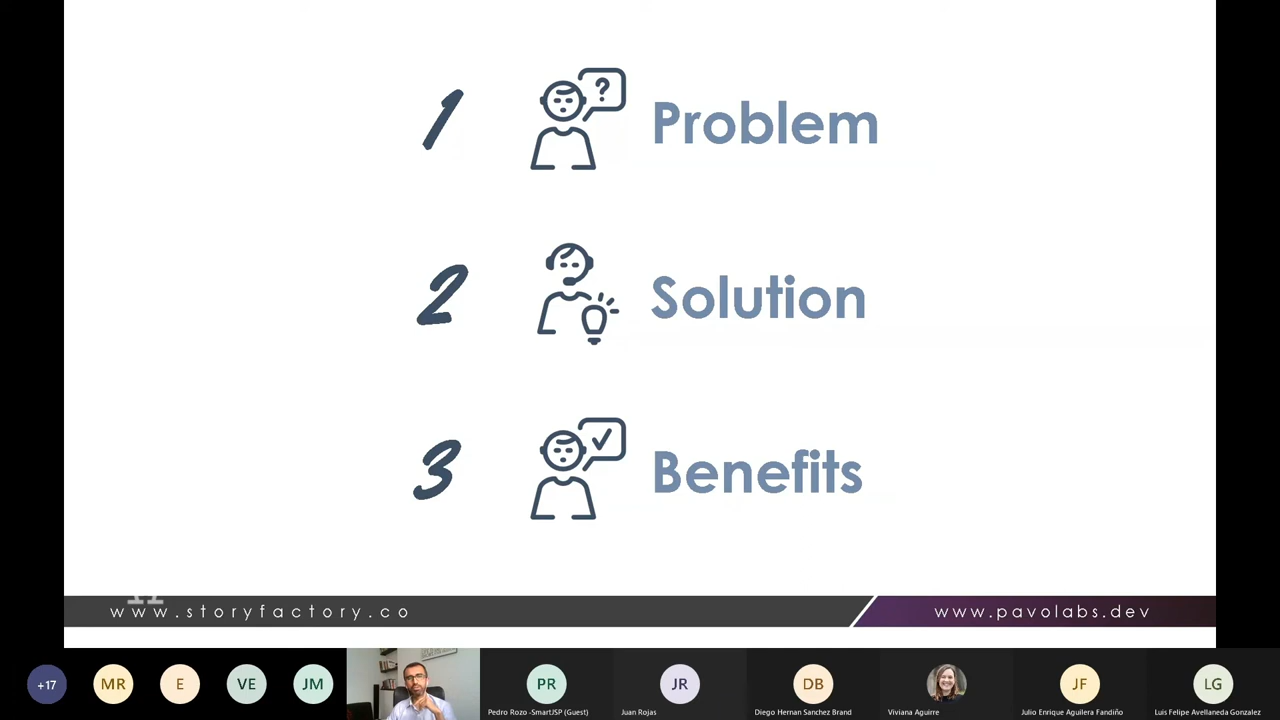 1
?
Problem
2
Solution
3
Benefits
www.storyfactory.co
www.pavolabs.dev
+17
MR
E
VE
JM
PR
JR
DB
JF
LG
Pedro Rozo -SmartJSP (Guest)
Juan Rojas
Diego Hernan Sanchez Brand
Viviana Aguirre
Julio Enrique Aguilera Fandiño
Luis Felipe Avellaneda Gonzalez